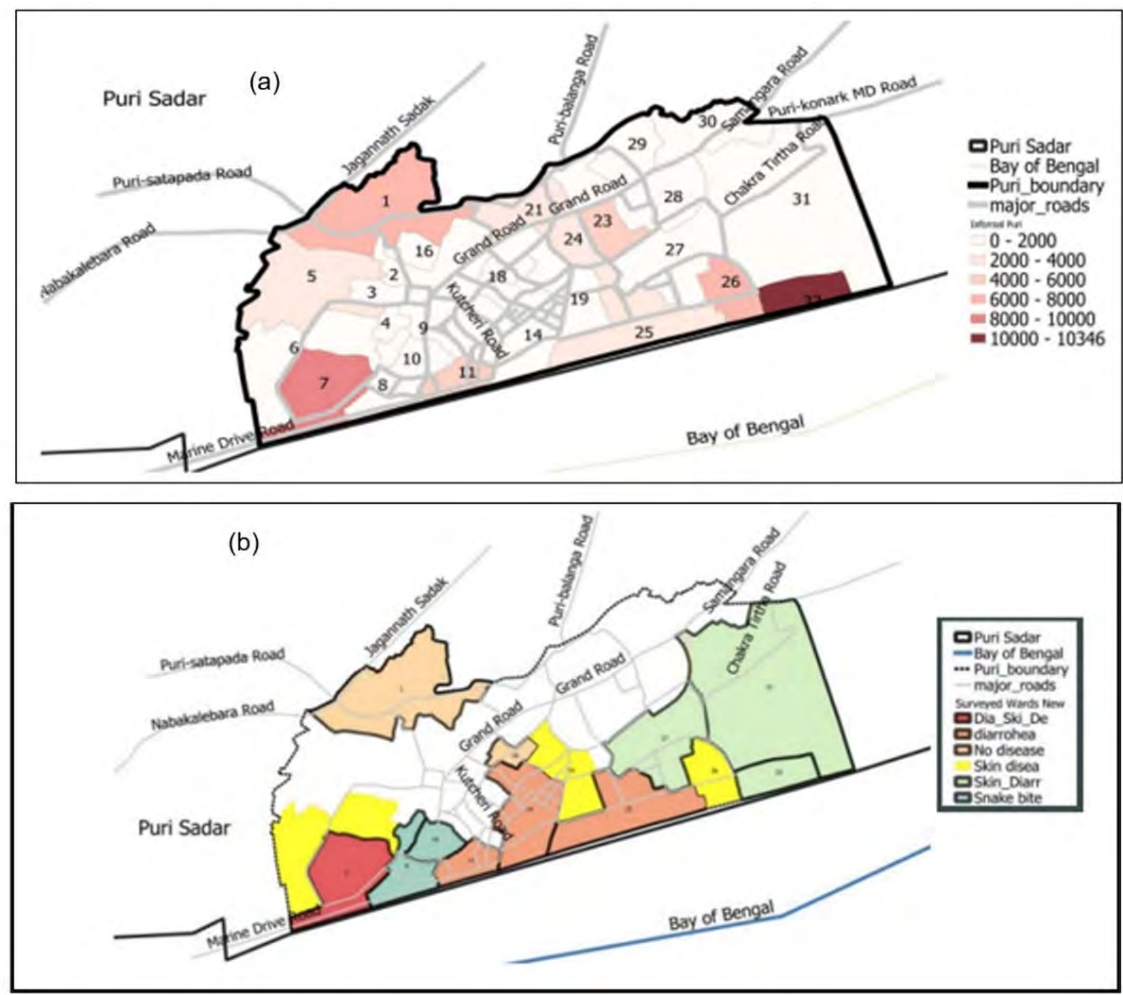 (a)
Puri Sadar
Puri-balanga Road
Samangara Road
Puri-konark MD Road
Jagannath Sadak
Puri-satapada Road
Chakra Tirtha Road
Grand Road
Grand Road
Kutcheri Road
Marine Drive Road
Bay of Bengal
30
29
1
28
31
21
23
24
16
27
5
2
18
26
3
19
4
9
14
25
6
10
11
7
8
Puri Sadar
Bay of Bengal
Puri_boundary
major_roads
0 - 2000
2000 - 4000
4000 - 6000
6000 - 8000
8000 - 10000
10000 - 10346
(b)
Puri-balanga Road
Samangara Road
Chakra Tirtha Road
Jagannath Sadak
Puri-satapada Road
Nabakalebara Road
Grand Road
Grand Road
Kutcheri Road
Puri Sadar
Marine Drive Road
Bay of Bengal
Puri Sadar
Bay of Bengal
Puri_boundary
major_roads
Surveyed Wards New
Dia_Ski_De
diarrohea
No disease
Skin disea
Skin_Diarr
Snake bite